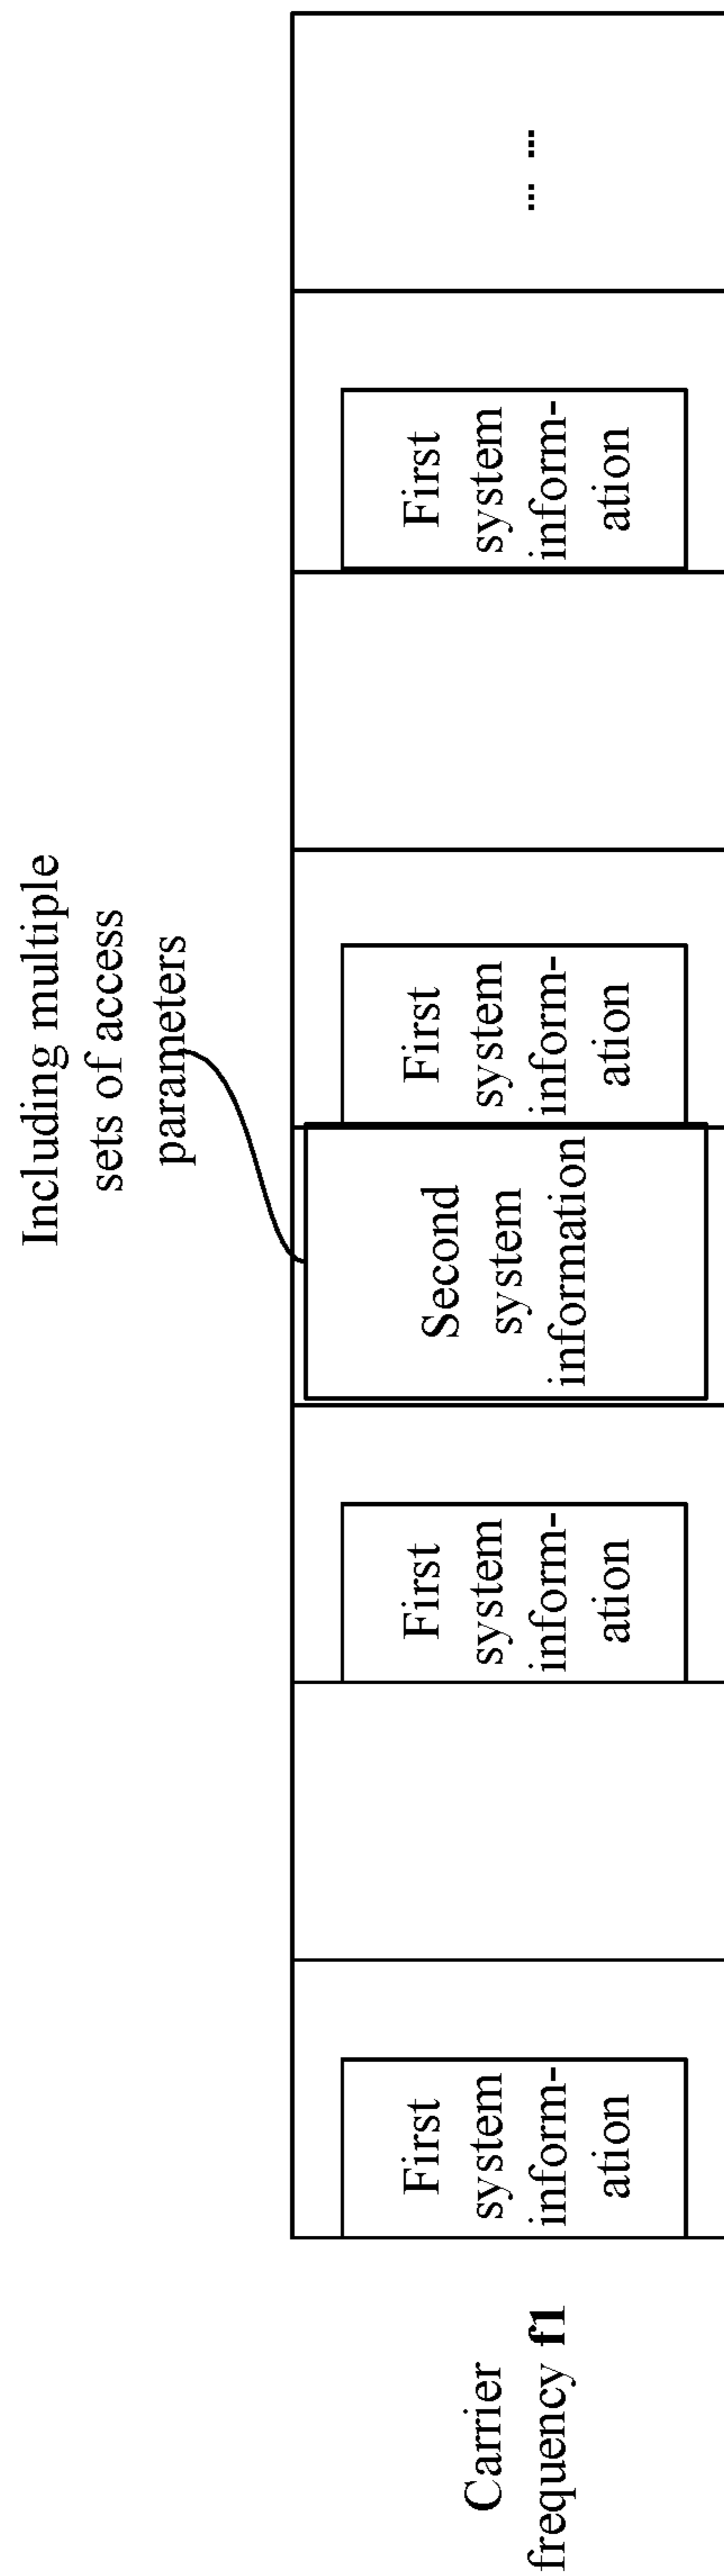 Including multiple
sets of access
parameters
Carrier
frequency f1
First
system
inform-
ation
First
system
inform-
ation
Second
system
information
First
system
inform-
ation
First
system
inform-
ation
... ...